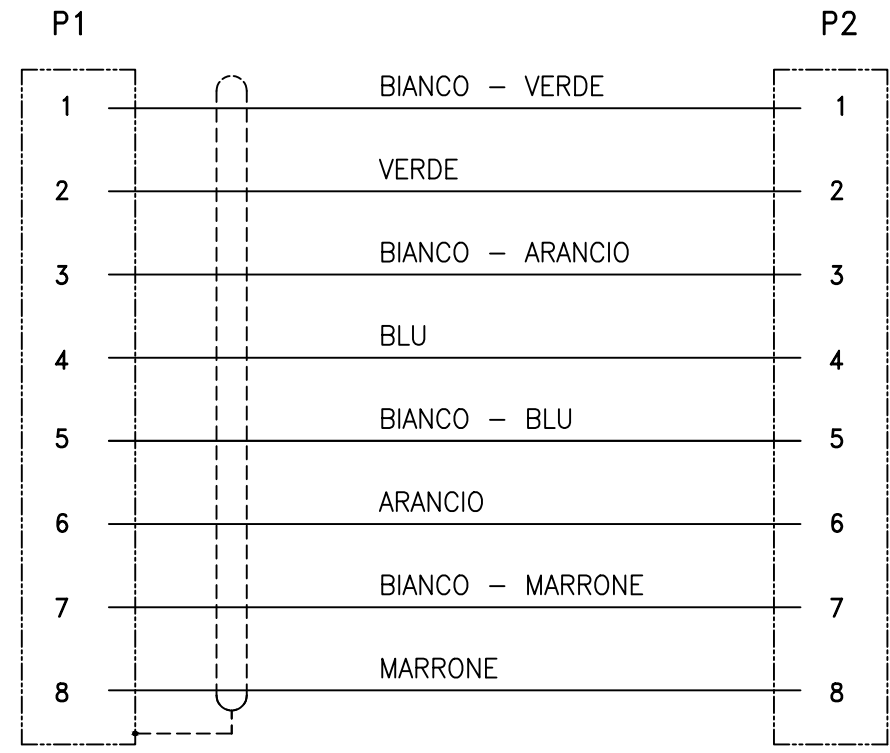 P1 P2
1 BIANCO - VERDE 1
2 VERDE 2
3 BIANCO - ARANCIO 3
4 BLU 4
5 BIANCO - BLU 5
6 ARANCIO 6
7 BIANCO - MARRONE 7
8 MARRONE 8